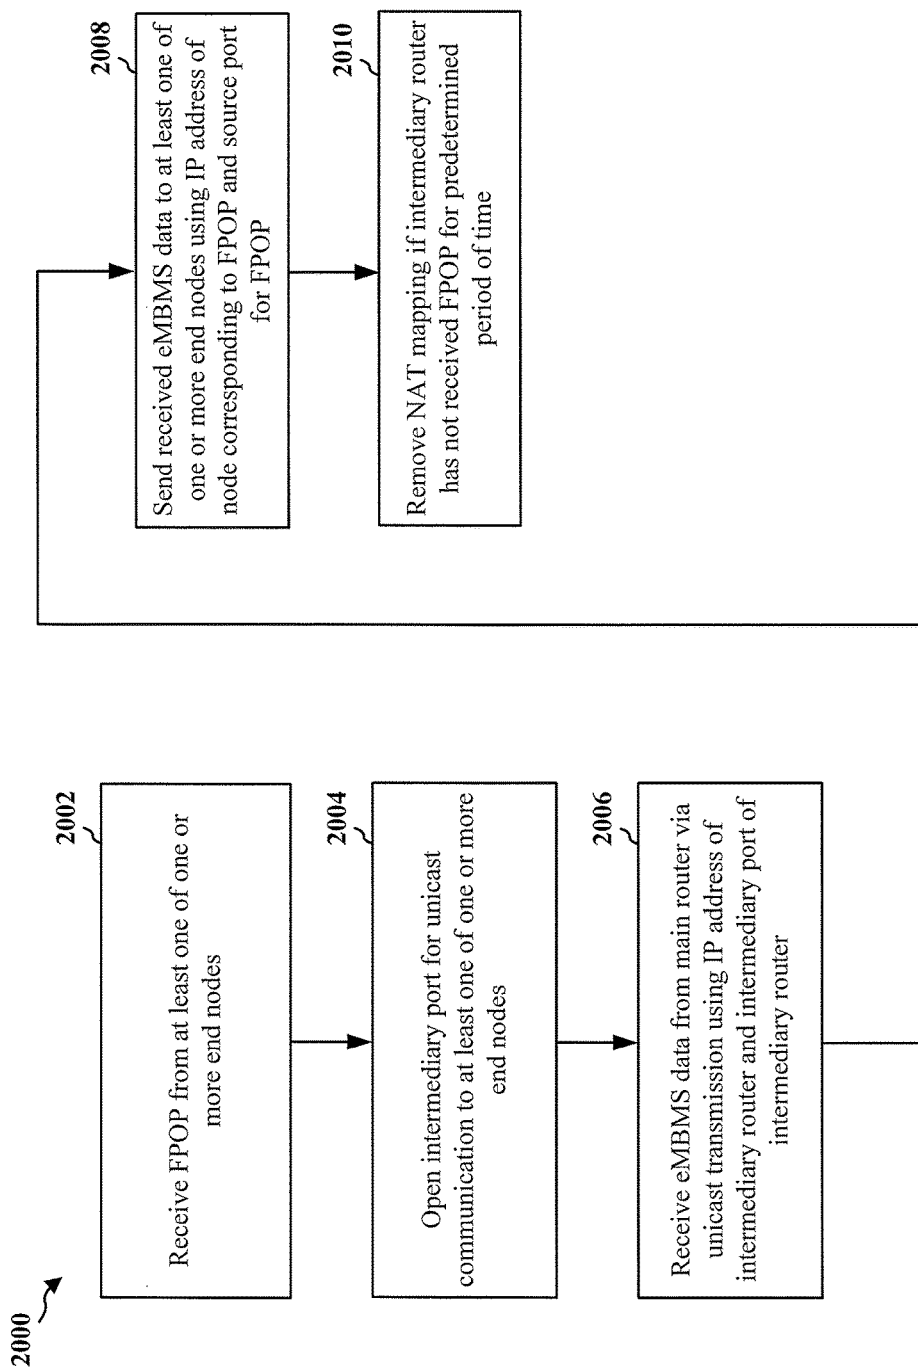 2000
2002
Receive FPOP from at least one of one or
more end nodes
2004
Open intermediary port for unicast
communication to at least one of one or more
end nodes
2006
Receive eMBMS data from main router via
unicast transmission using IP address of
intermediary router and intermediary port of
intermediary router
2008
Send received eMBMS data to at least one of
one or more end nodes using IP address of
node corresponding to FPOP and source port
for FPOP
2010
Remove NAT mapping if intermediary router
has not received FPOP for predetermined
period of time